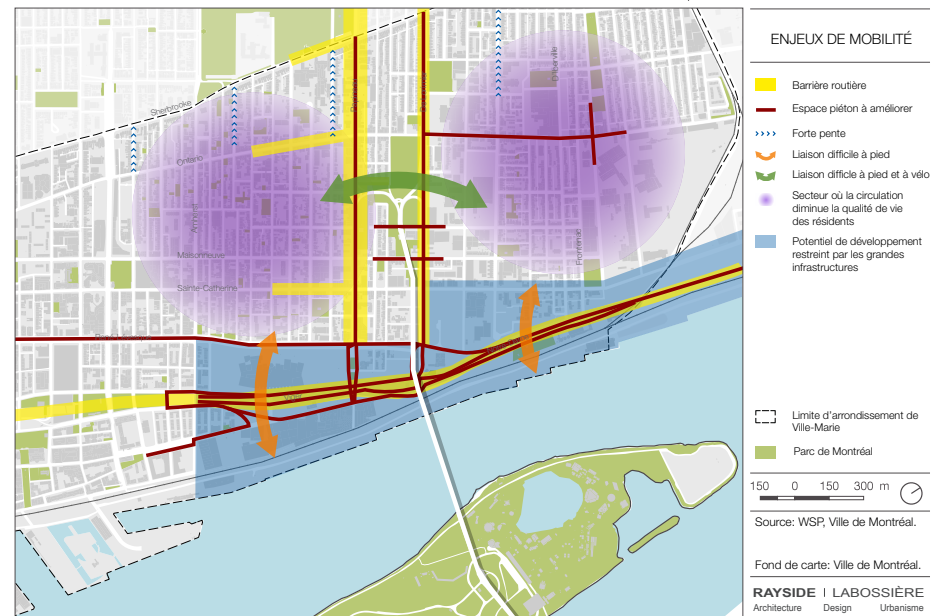 ENJEUX DE MOBILITÉ
Barrière routière
Espace piéton à améliorer
Forte pente
Liaison difficile à pied
Liaison difficle à pied et à vélo
Secteur où la circulation
diminue la qualité de vie
des résidents
Potentiel de développement
restreint par les grandes
infrastructures
Limite d'arrondissement de
Ville-Marie
Parc de Montréal
150 0 150 300 m
Source: WSP, Ville de Montréal.
Fond de carte: Ville de Montréal.
RAYSIDE | LABOSSIÈRE
Architecture Design Urbanisme
Sherbrooke
Ontario
Amherst
Maisonneuve
Sainte-Catherine
D'Iberville
Frontenac